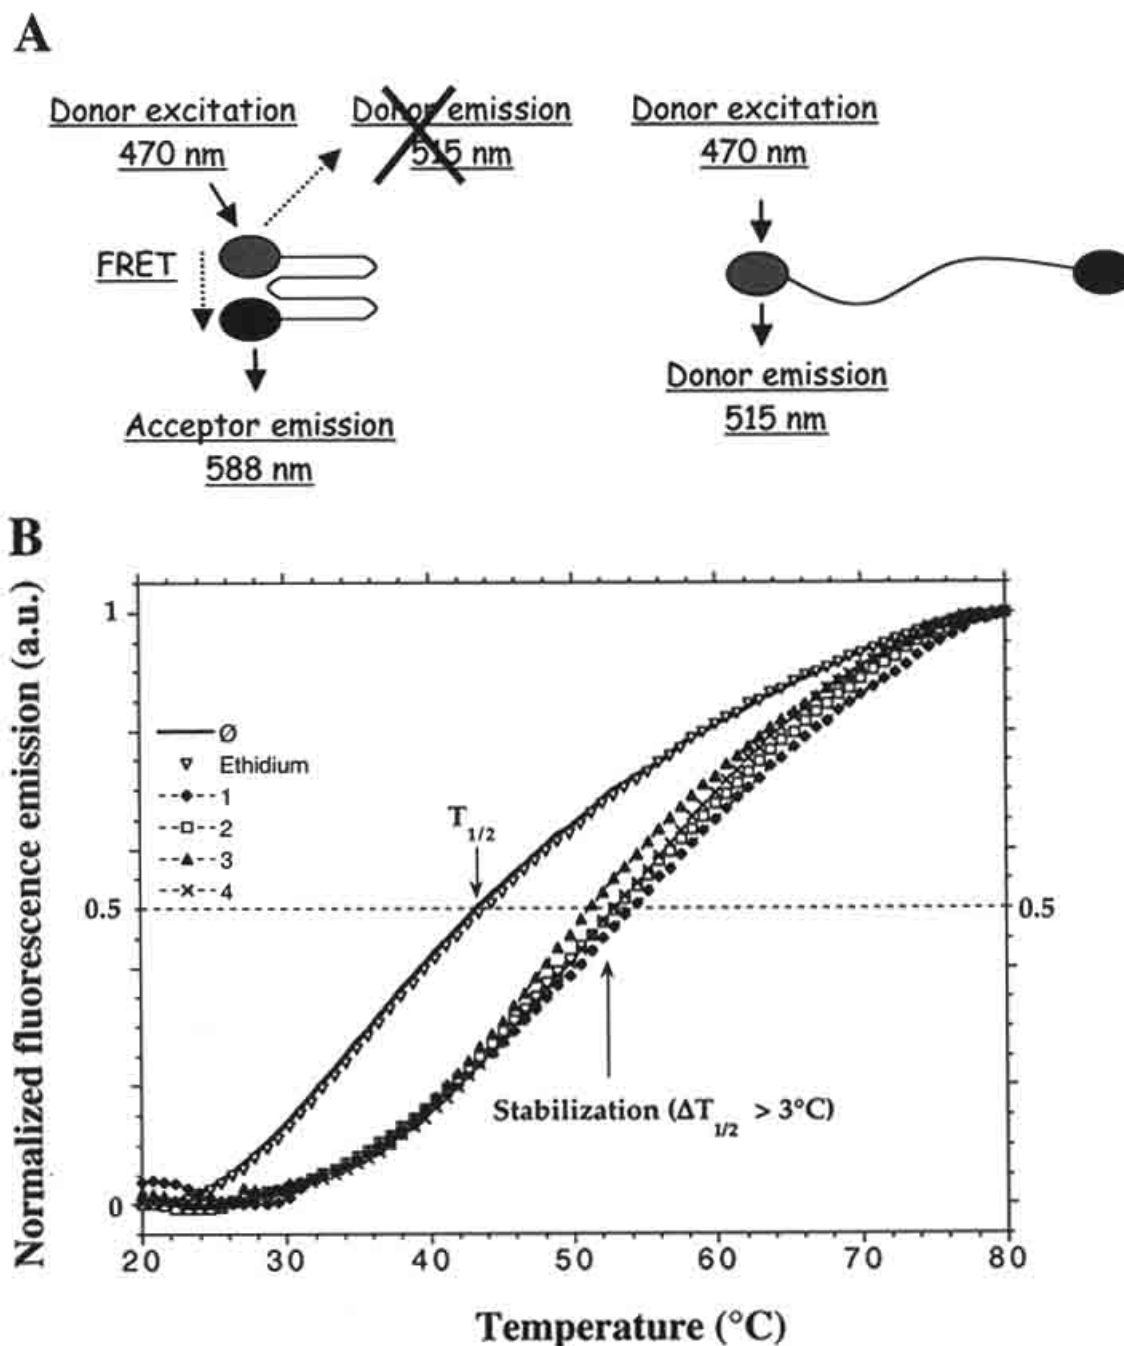 A
Donor excitation
470 nm
Donor emission
515 nm
Donor excitation
470 nm
FRET
Acceptor emission
588 nm
Donor emission
515 nm
B
Normalized fluorescence emission (a.u.)
1
0.5
0
Ø
Ethidium
1
2
3
4
T1/2
0.5
Stabilization (ΔT1/2 > 3°C)
20 30 40 50 60 70 80
Temperature (°C)